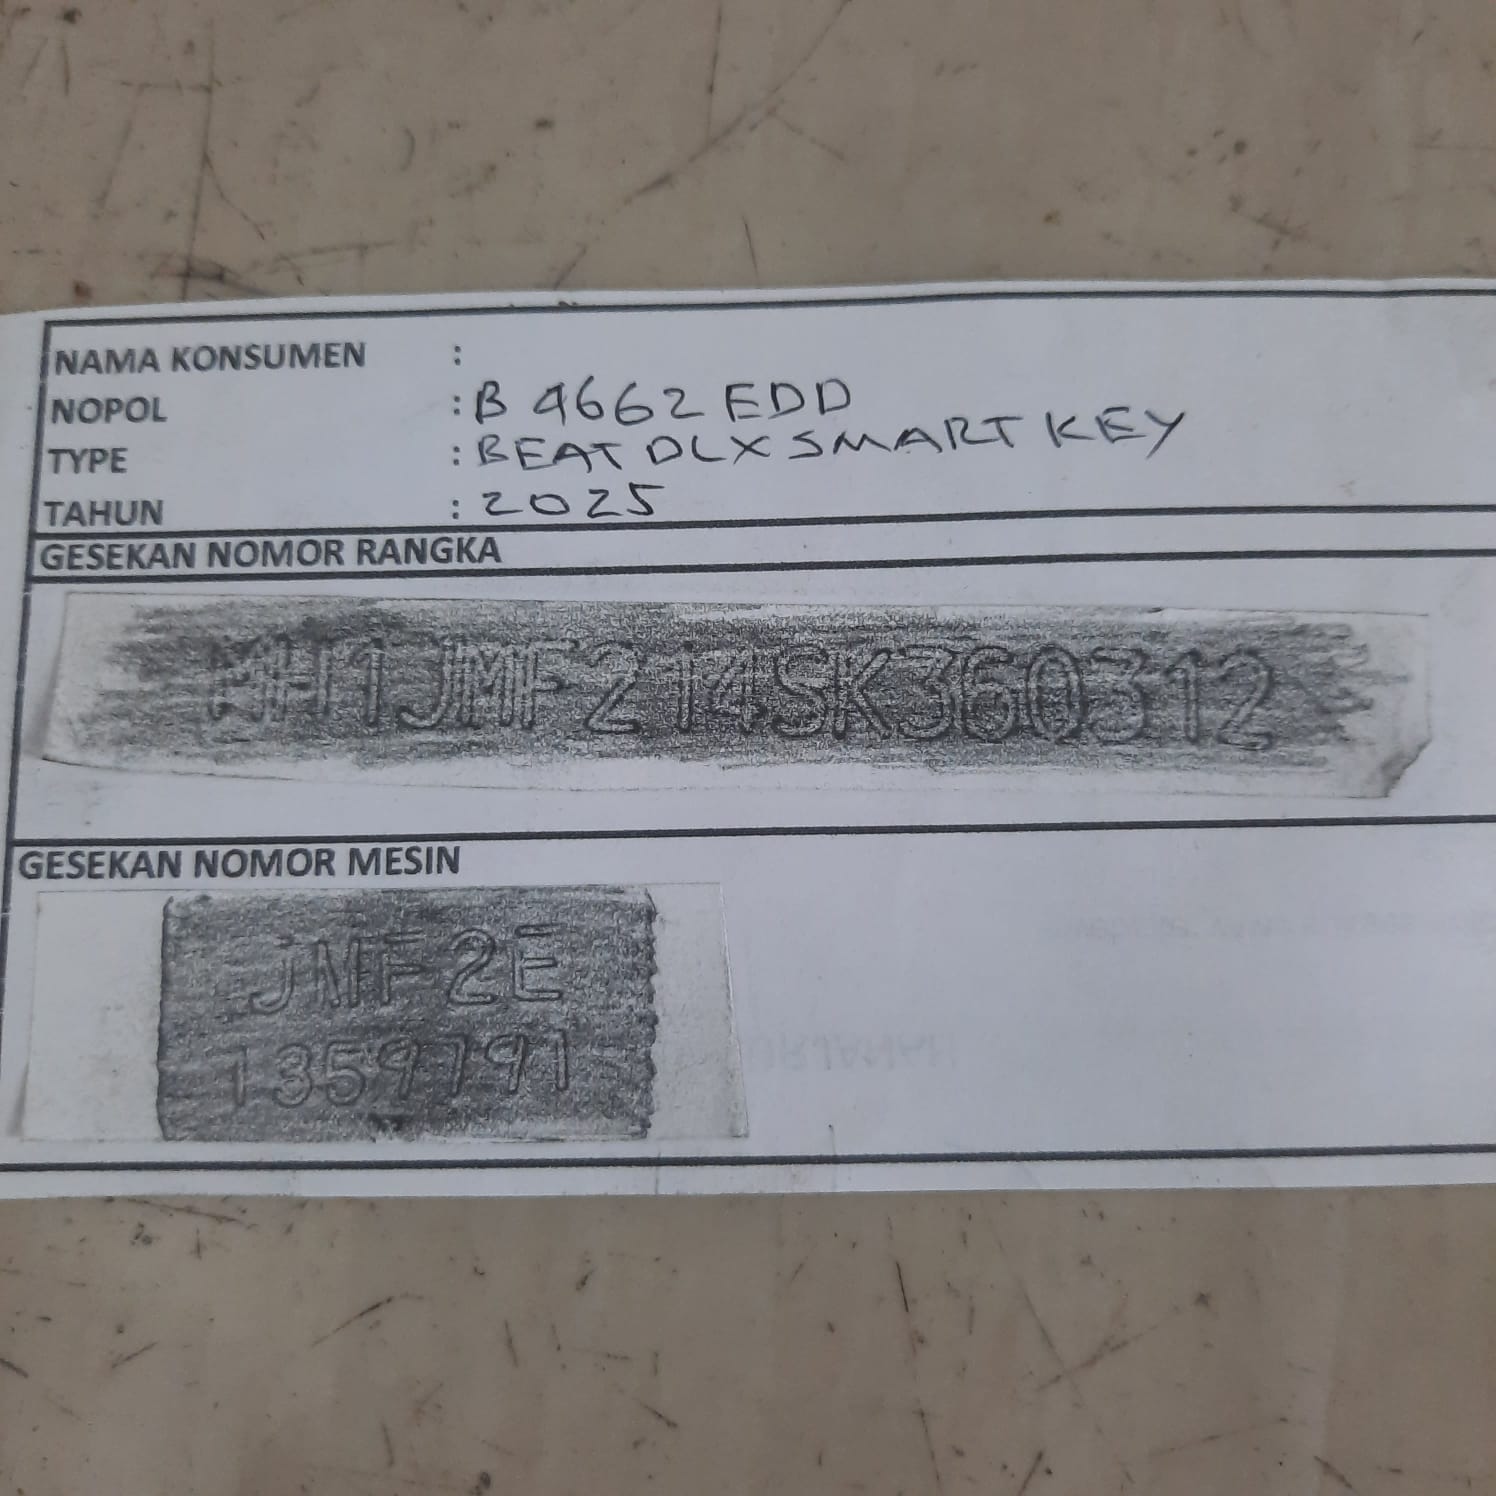 NAMA KONSUMEN :
NOPOL : B 4662 EDD
TYPE : BEAT DLX SMART KEY
TAHUN : 2025
GESEKAN NOMOR RANGKA
MH1JMF214SK360312
GESEKAN NOMOR MESIN
JMF2E
1359791